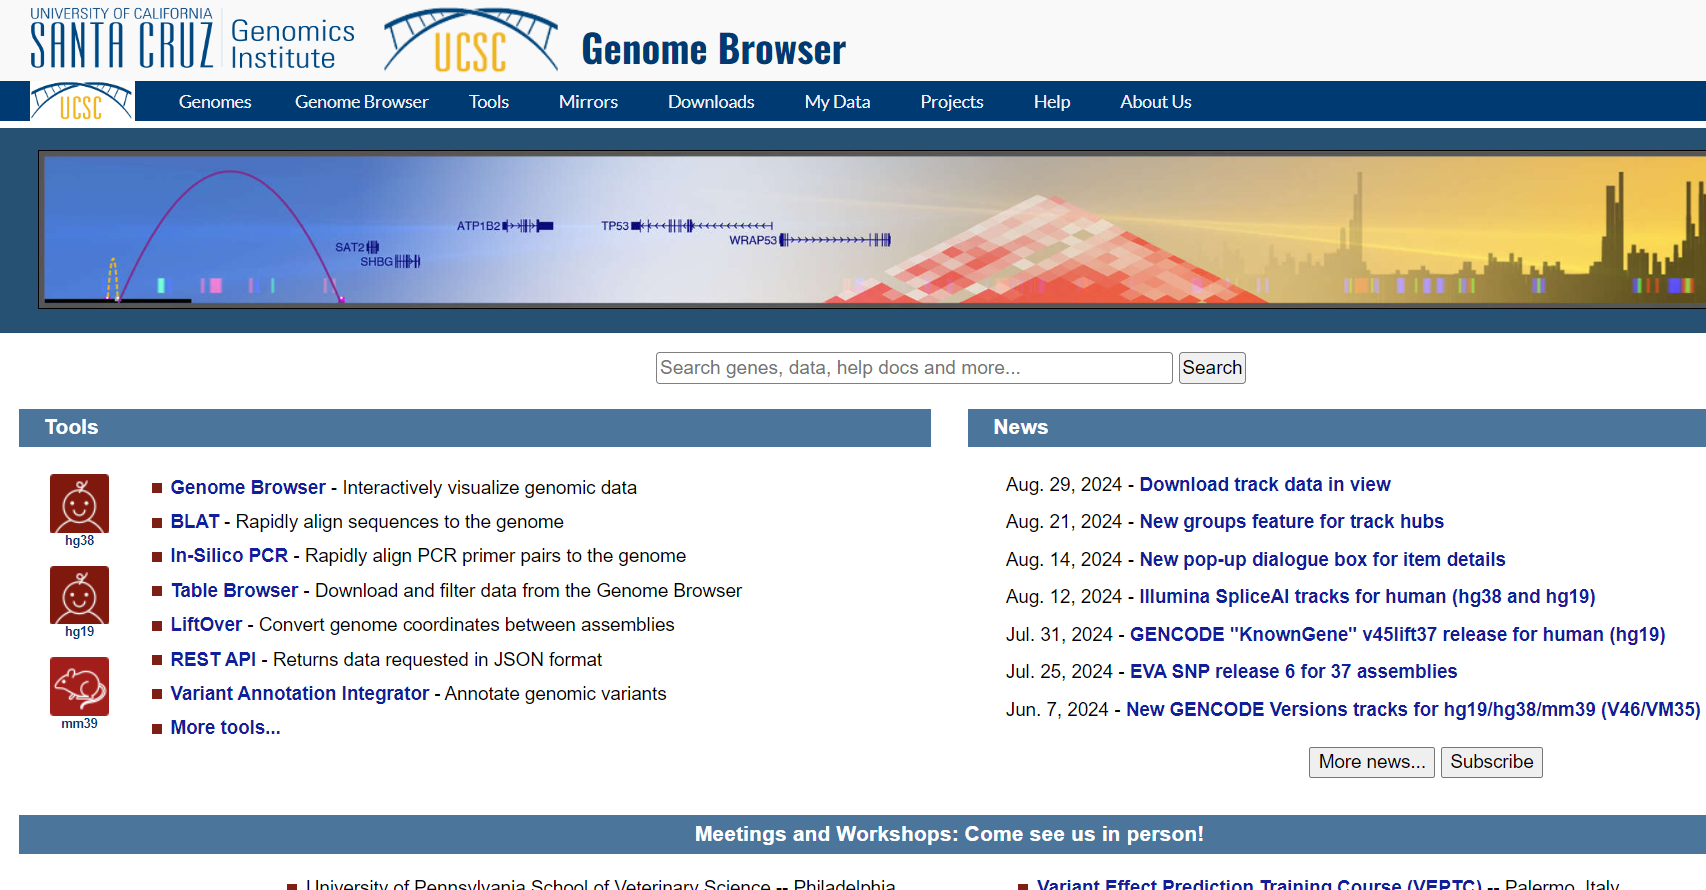 UNIVERSITY OF CALIFORNIA
SANTA CRUZ
Genomics
Institute
UCSC
Genome Browser
UCSC
Genomes Genome Browser Tools Mirrors Downloads My Data Projects Help About Us
ATP1B2
TP53
WRAP53
SAT2
SHBG
Search genes, data, help docs and more...
Search
Tools
hg38
hg19
mm39
Genome Browser - Interactively visualize genomic data
BLAT - Rapidly align sequences to the genome
In-Silico PCR - Rapidly align PCR primer pairs to the genome
Table Browser - Download and filter data from the Genome Browser
LiftOver - Convert genome coordinates between assemblies
REST API - Returns data requested in JSON format
Variant Annotation Integrator - Annotate genomic variants
More tools...
News
Aug. 29, 2024 - Download track data in view
Aug. 21, 2024 - New groups feature for track hubs
Aug. 14, 2024 - New pop-up dialogue box for item details
Aug. 12, 2024 - Illumina SpliceAI tracks for human (hg38 and hg19)
Jul. 31, 2024 - GENCODE "KnownGene" v45lift37 release for human (hg19)
Jul. 25, 2024 - EVA SNP release 6 for 37 assemblies
Jun. 7, 2024 - New GENCODE Versions tracks for hg19/hg38/mm39 (V46/VM35)
More news...
Subscribe
Meetings and Workshops: Come see us in person!
University of Pennsylvania School of Veterinary Science -- Philadelphia
Variant Effect Prediction Training Course (VEPTC) -- Palermo, Italy